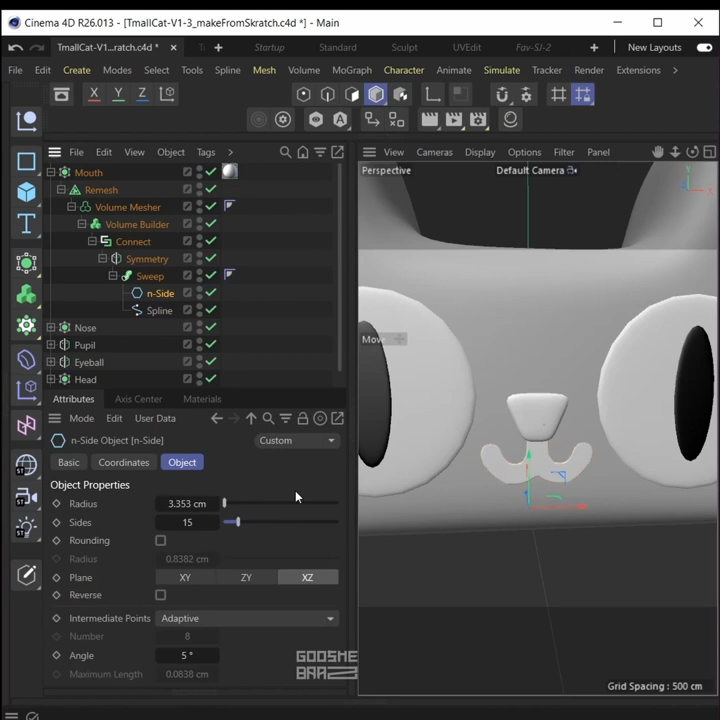 Cinema 4D R26.013 - [TmallCat-V1-3_makeFromSkratch.c4d *] - Main
TmallCat-V1...ratch.c4d * Startup Standard Sculpt UVEdit Fav-SJ-2 New Layouts
File Edit Create Modes Select Tools Spline Mesh Volume MoGraph Character Animate Simulate Tracker Render Extensions
X Y Z
File Edit View Object Tags
View Cameras Display Options Filter Panel
Mouth
Perspective Default Camera
Remesh
Volume Mesher
Volume Builder
Connect
Symmetry
Sweep
n-Side
Spline
Nose
Move
Pupil
Eyeball
Head
Attributes Axis Center Materials
Mode Edit User Data
n-Side Object [n-Side] Custom
Basic Coordinates Object
Object Properties
Radius 3.353 cm
Sides 15
Rounding
Radius 0.8382 cm
Plane XY ZY XZ
Reverse
Intermediate Points Adaptive
Number 8
Angle 5 °
Maximum Length 0.0838 cm
Grid Spacing : 500 cm